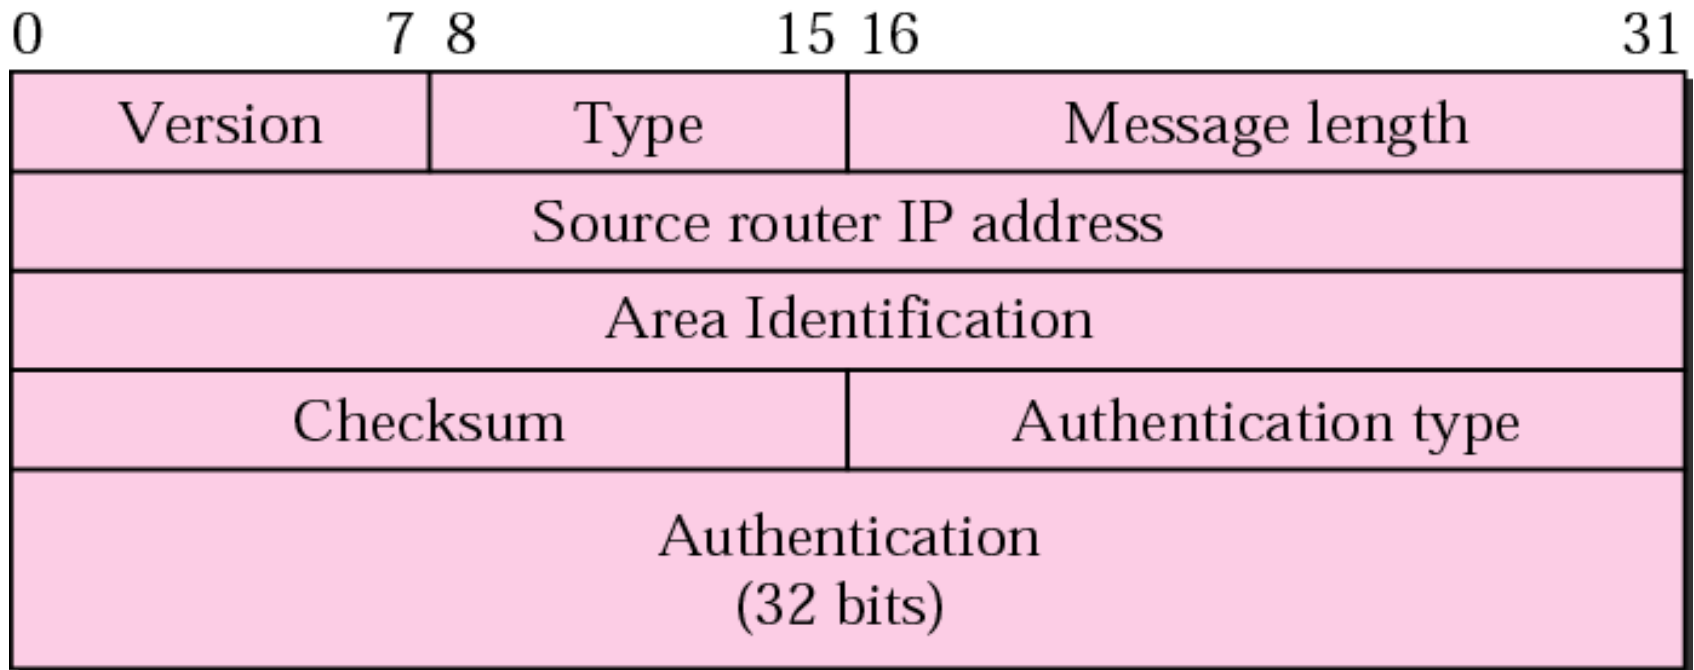 0 7 8 15 16 31
Version Type Message length
Source router IP address
Area Identification
Checksum Authentication type
Authentication
(32 bits)